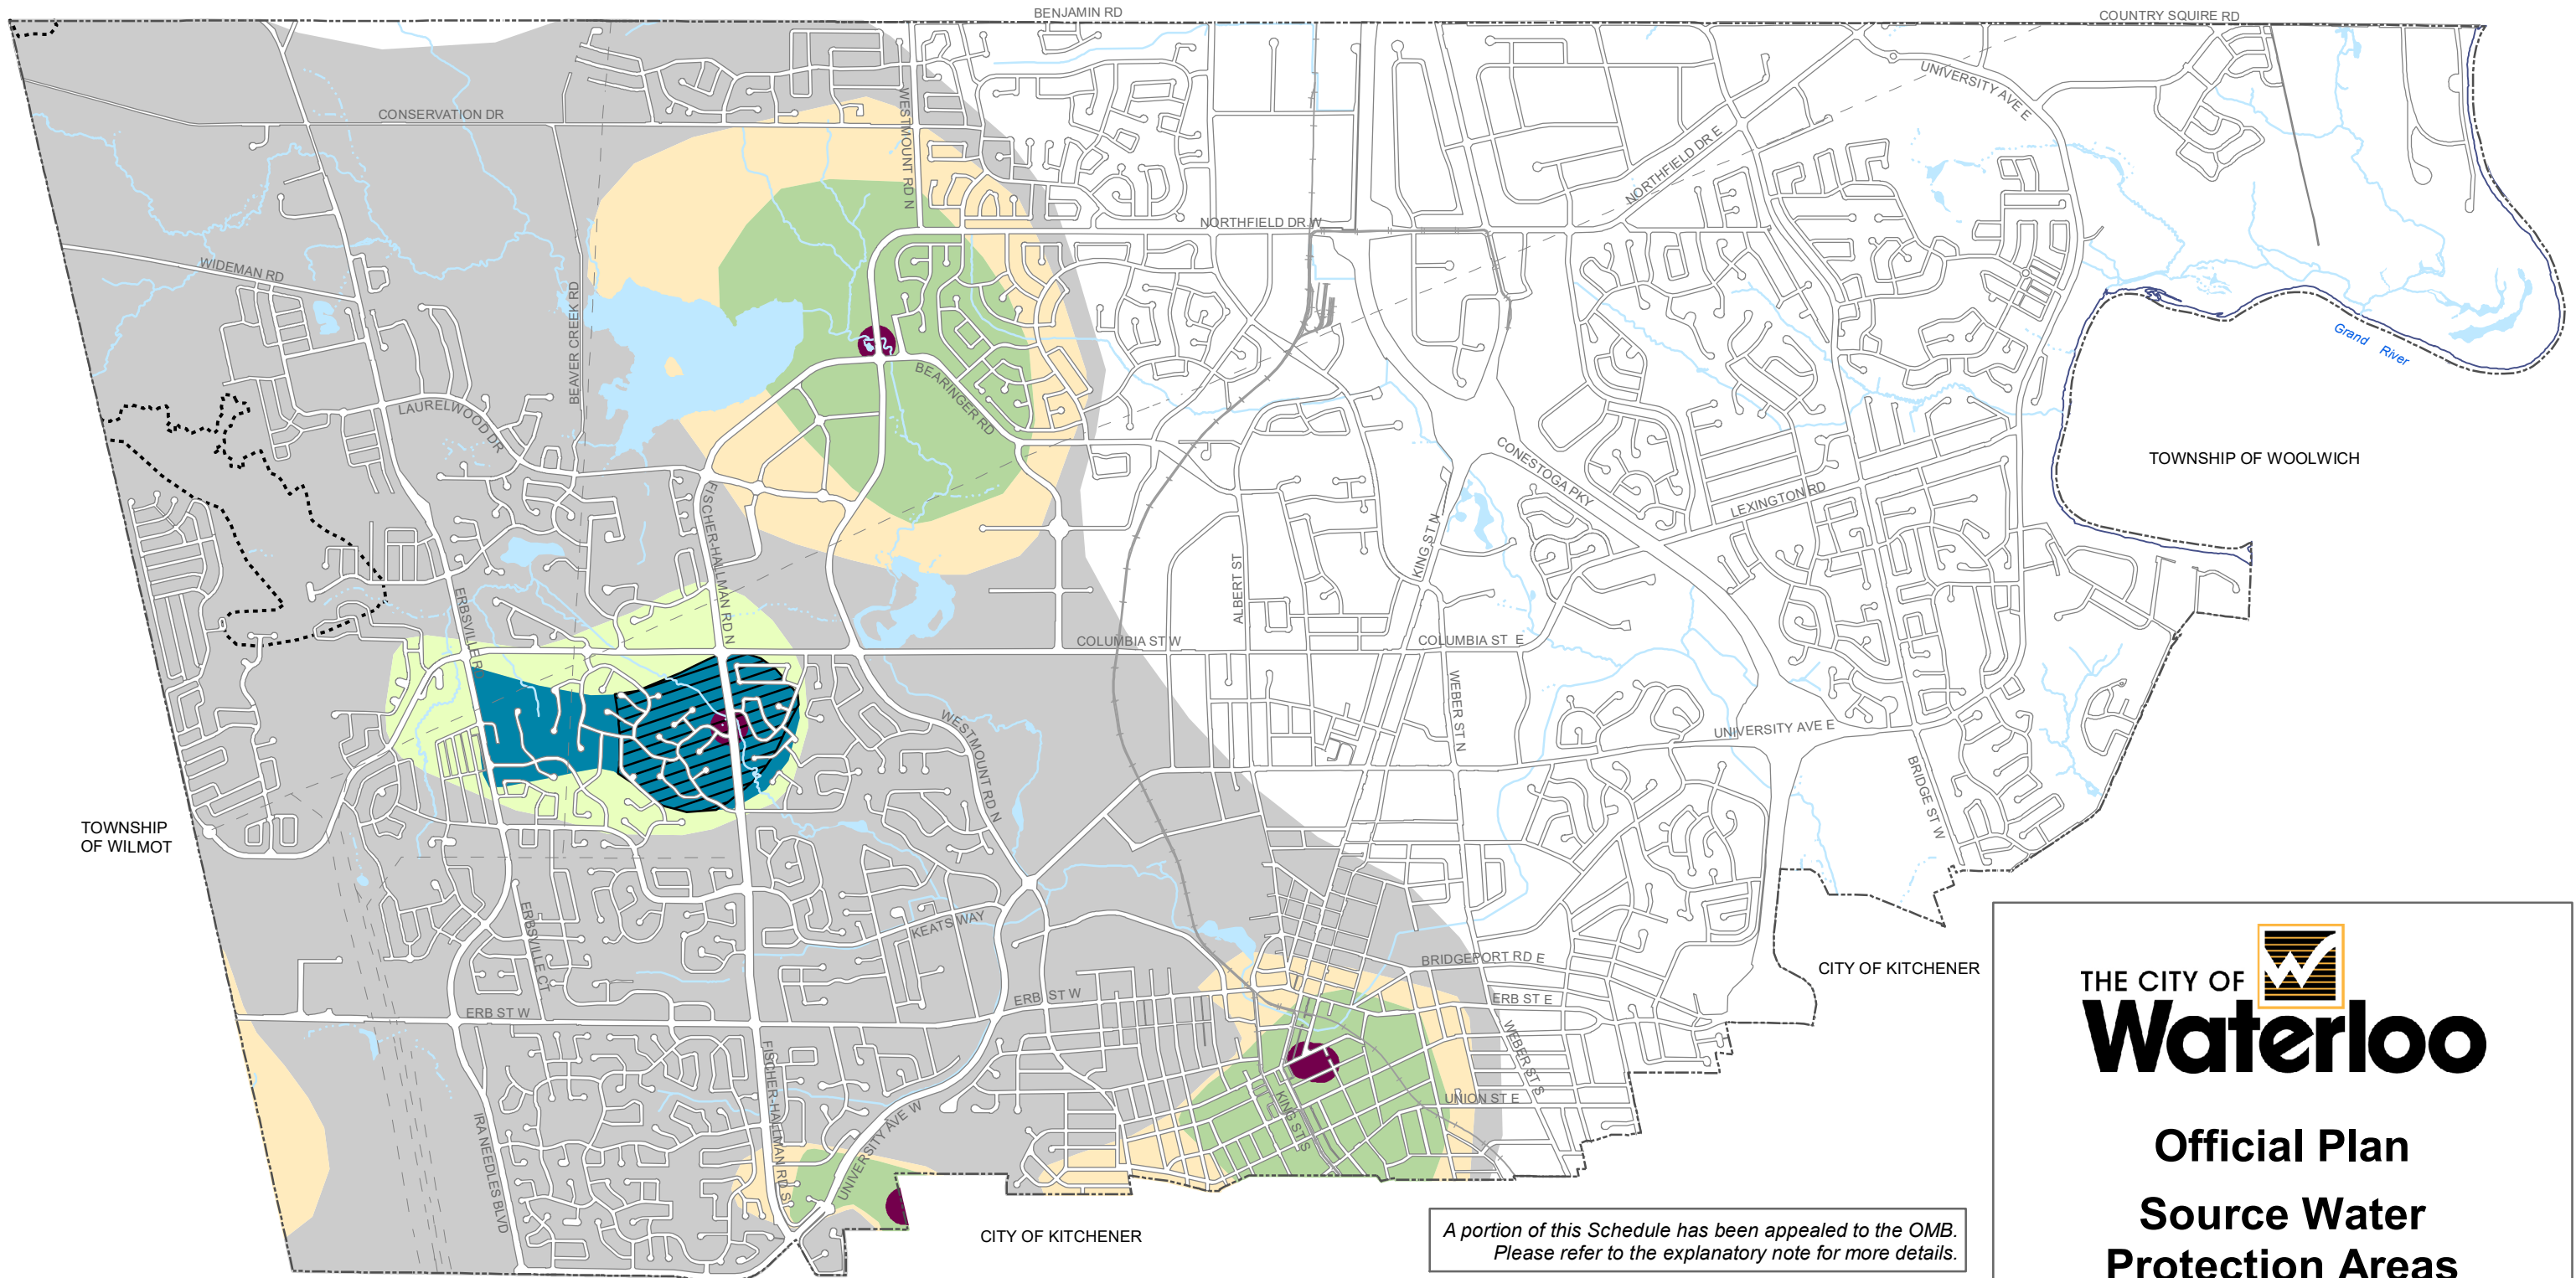 BENJAMIN RD
COUNTRY SQUIRE RD
CONSERVATION DR
WESTMOUNT RD N
UNIVERSITY AVE E
NORTHFIELD DR E
NORTHFIELD DR W
WIDEMAN RD
BEAVER CREEK RD
Grand River
BEARINGER RD
LAURELWOOD DR
CONESTOGA PKY
TOWNSHIP OF WOOLWICH
LEXINGTON RD
FISCHER-HALLMAN RD N
KING ST N
ALBERT ST
ERBSVILLE R
COLUMBIA ST W
COLUMBIA ST E
WEBER ST N
WESTMOUNT RD N
UNIVERSITY AVE E
BRIDGE ST W
TOWNSHIP
OF WILMOT
KEATS WAY
ERBSVILLE CT
BRIDGEPORT RD E
CITY OF KITCHENER
ERB ST W
ERB ST W
ERB ST E
WEBER ST S
FISCHER-HALLMAN RD S
UNIVERSITY AVE W
KING ST S
UNION ST E
IRA NEEDLES BLVD
CITY OF KITCHENER
A portion of this Schedule has been appealed to the OMB.
Please refer to the explanatory note for more details.
THE CITY OF
Waterloo
Official Plan
Source Water
Protection Areas